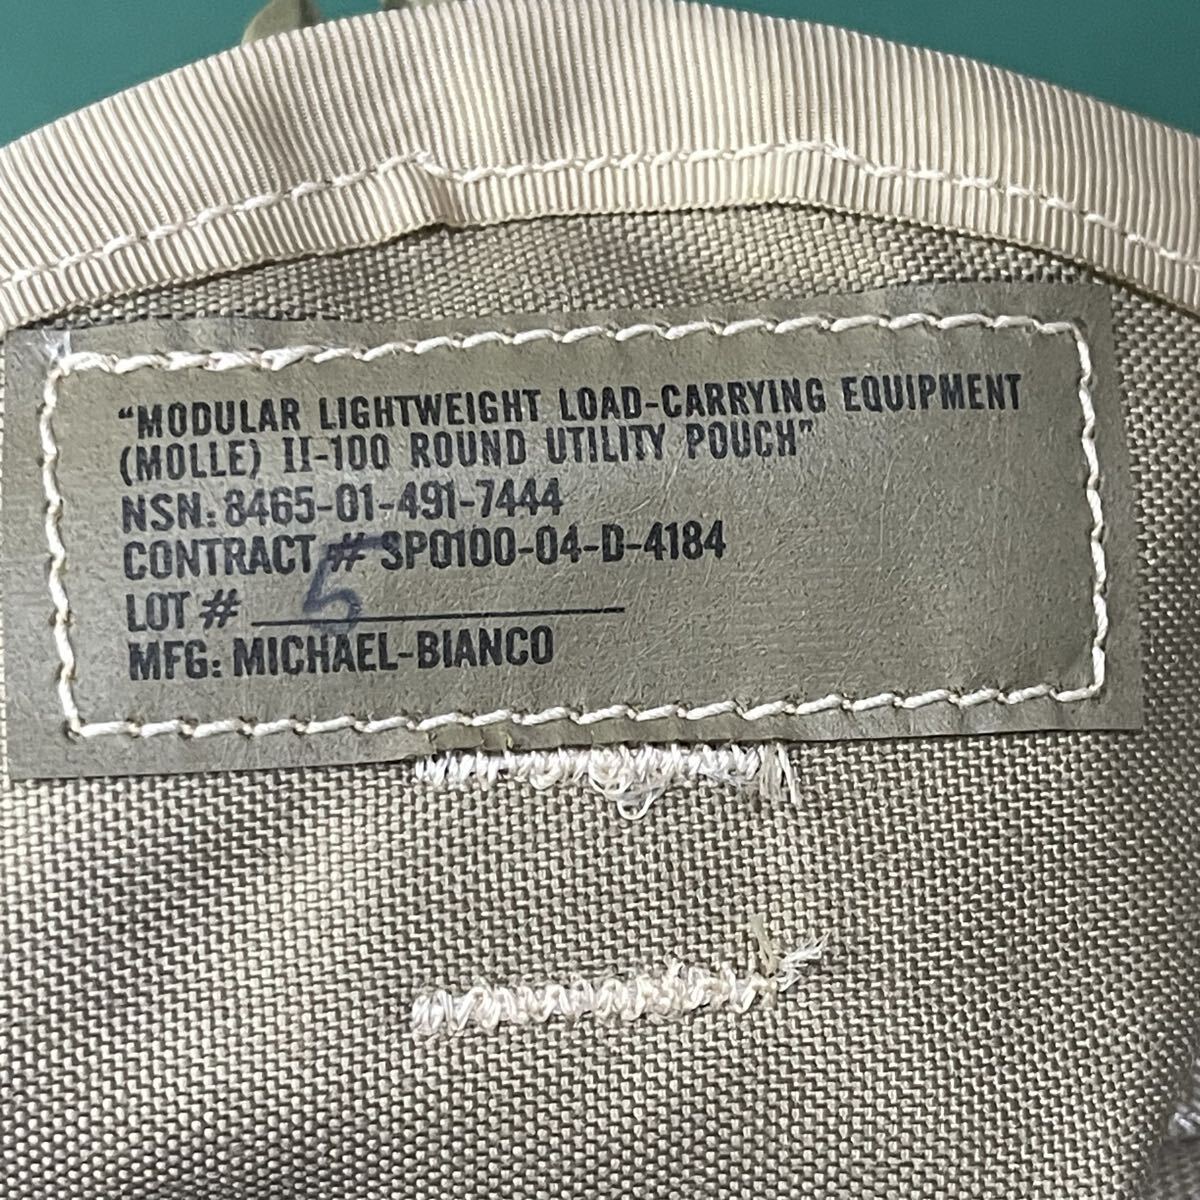 “MODULAR LIGHTWEIGHT LOAD-CARRYING EQUIPMENT
(MOLLE) II-100 ROUND UTILITY POUCH”
NSN: 8465-01-491-7444
CONTRACT # SP0100-04-D-4184
LOT # 5
MFG: MICHAEL-BIANCO